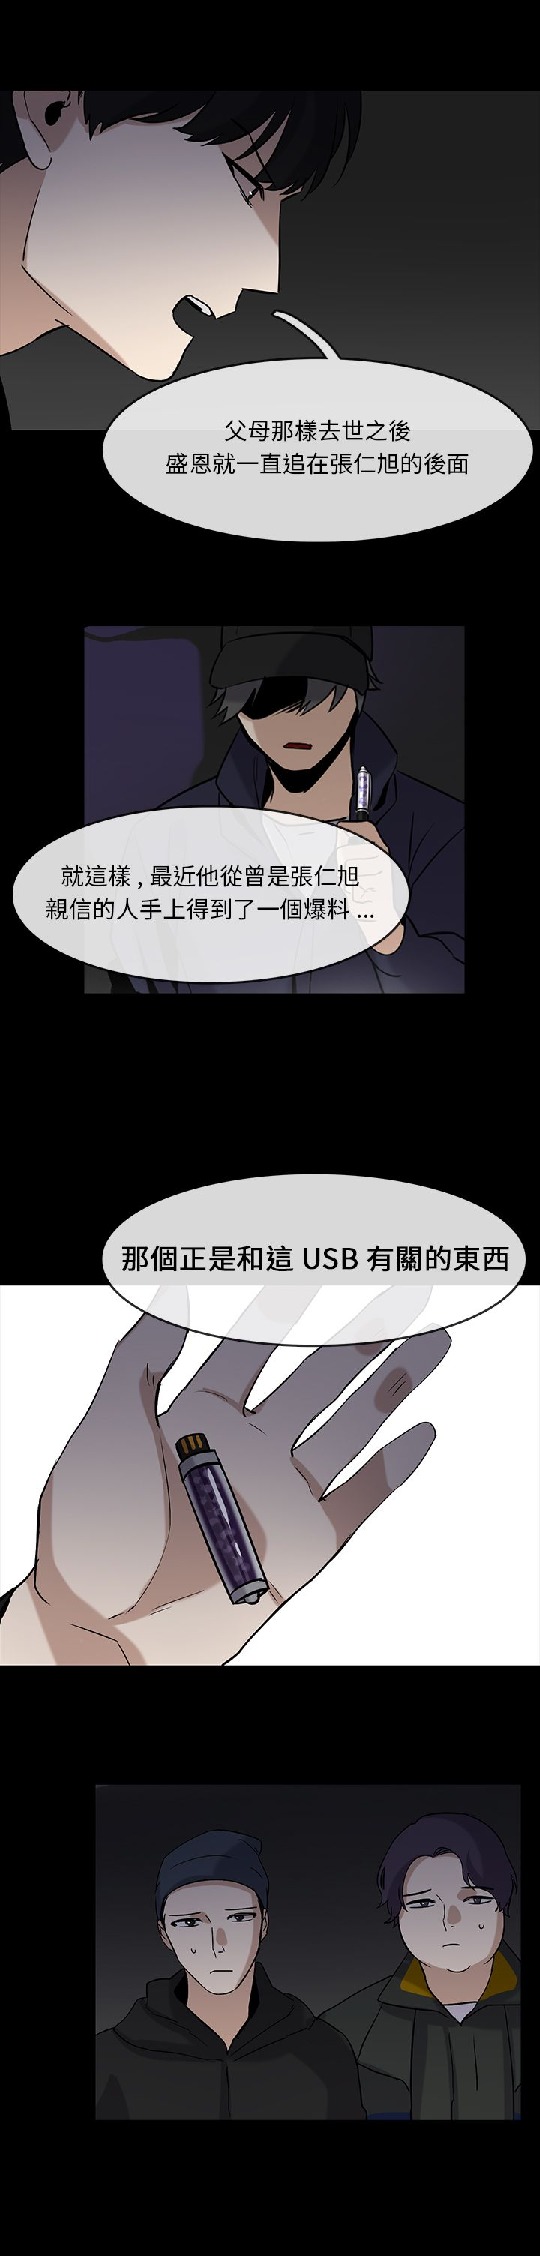 父母那樣去世之後
盛恩就一直追在張仁旭的後面
就這樣，最近他從曾是張仁旭
親信的人手上得到了一個爆料...
那個正是和這 USB 有關的東西